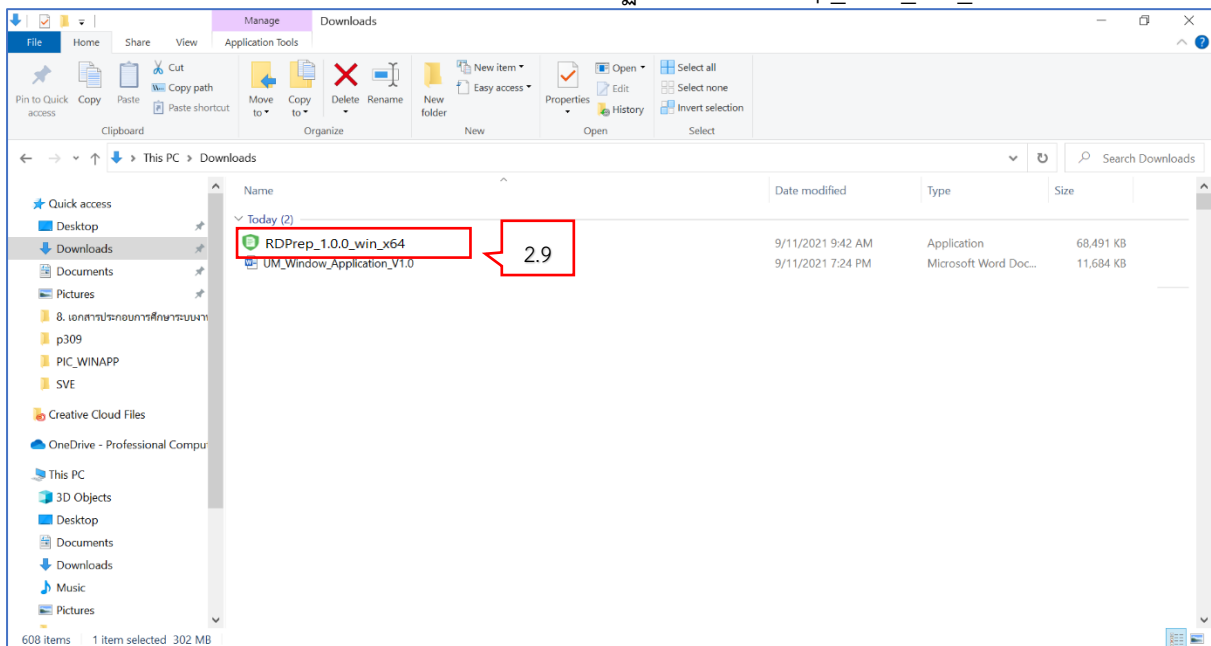 Manage Downloads
File Home Share View Application Tools
Pin to Quick access
Copy
Paste
Cut
Copy path
Paste shortcut
Clipboard
Move to
Copy to
Delete
Rename
Organize
New folder
New item
Easy access
New
Properties
Open
Edit
History
Open
Select all
Select none
Invert selection
Select
This PC > Downloads
Search Downloads
Name Date modified Type Size
Today (2)
RDPrep_1.0.0_win_x64 9/11/2021 9:42 AM Application 68,491 KB
UM_Window_Application_V1.0 9/11/2021 7:24 PM Microsoft Word Doc... 11,684 KB
2.9
Quick access
Desktop
Downloads
Documents
Pictures
8. เอกสารประกอบการศึกษาระบบงา
p309
PIC_WINAPP
SVE
Creative Cloud Files
OneDrive - Professional Compu
This PC
3D Objects
Desktop
Documents
Downloads
Music
Pictures
608 items 1 item selected 302 MB